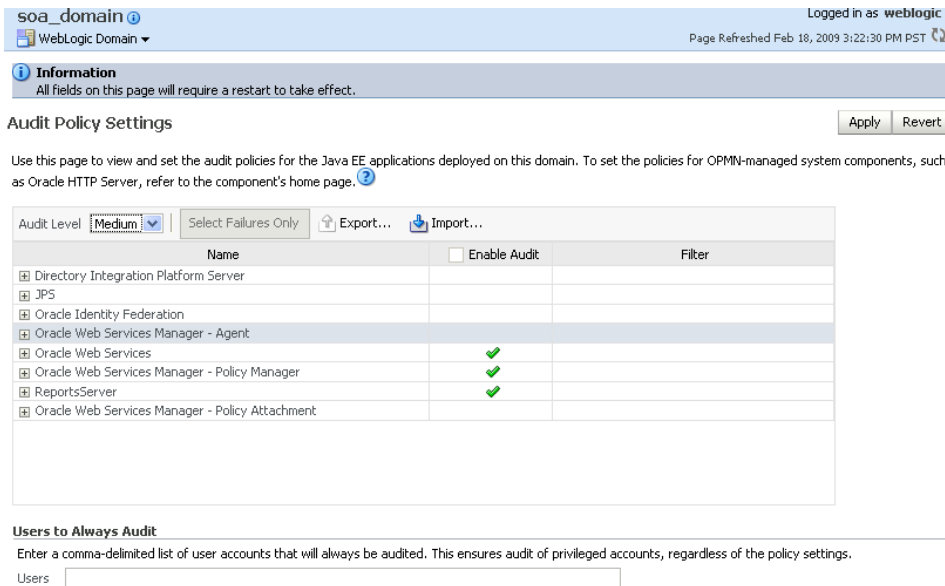 soa_domain
Logged in as weblogic
WebLogic Domain
Page Refreshed Feb 18, 2009 3:22:30 PM PST
Information
All fields on this page will require a restart to take effect.
Audit Policy Settings
Apply Revert
Use this page to view and set the audit policies for the Java EE applications deployed on this domain. To set the policies for OPMN-managed system components, such
as Oracle HTTP Server, refer to the component's home page.
Audit Level Medium Select Failures Only Export... Import...
Name Enable Audit Filter
Directory Integration Platform Server
JPS
Oracle Identity Federation
Oracle Web Services Manager - Agent
Oracle Web Services
Oracle Web Services Manager - Policy Manager
ReportsServer
Oracle Web Services Manager - Policy Attachment
Users to Always Audit
Enter a comma-delimited list of user accounts that will always be audited. This ensures audit of privileged accounts, regardless of the policy settings.
Users